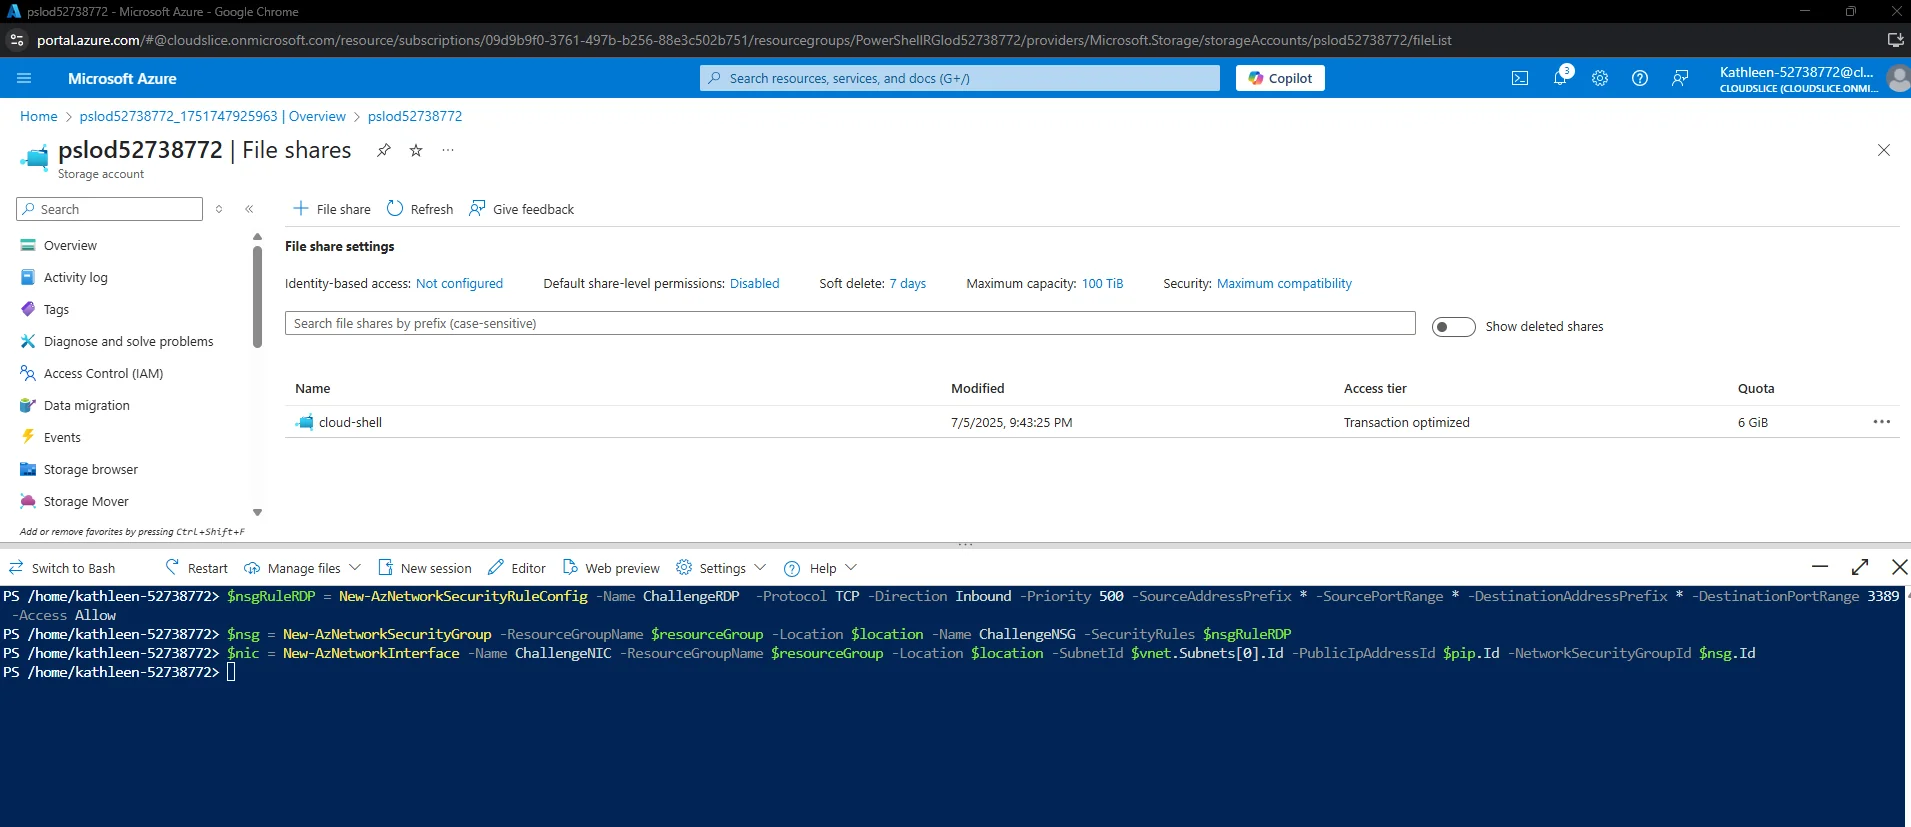 pslod52738772 - Microsoft Azure - Google Chrome
portal.azure.com/#@cloudslice.onmicrosoft.com/resource/subscriptions/09d9b9f0-3761-497b-b256-88e3c502b751/resourcegroups/PowerShellRGlod52738772/providers/Microsoft.Storage/storageAccounts/pslod52738772/fileList
Microsoft Azure
Search resources, services, and docs (G+/)
Copilot
3
Kathleen-52738772@cl...
CLOUDSLICE (CLOUDSLICE.ONMI...
Home > pslod52738772_1751747925963 | Overview > pslod52738772
pslod52738772 | File shares
Storage account
Search
File share Refresh Give feedback
Overview
Activity log
Tags
Diagnose and solve problems
Access Control (IAM)
Data migration
Events
Storage browser
Storage Mover
Add or remove favorites by pressing Ctrl+Shift+F
File share settings
Identity-based access: Not configured Default share-level permissions: Disabled Soft delete: 7 days Maximum capacity: 100 TiB Security: Maximum compatibility
Search file shares by prefix (case-sensitive)
Show deleted shares
Name Modified Access tier Quota
cloud-shell 7/5/2025, 9:43:25 PM Transaction optimized 6 GiB
Switch to Bash Restart Manage files New session Editor Web preview Settings Help
PS /home/kathleen-52738772> $nsgRuleRDP = New-AzNetworkSecurityRuleConfig -Name ChallengeRDP  -Protocol TCP -Direction Inbound -Priority 500 -SourceAddressPrefix * -SourcePortRange * -DestinationAddressPrefix * -DestinationPortRange 3389
-Access Allow
PS /home/kathleen-52738772> $nsg = New-AzNetworkSecurityGroup -ResourceGroupName $resourceGroup -Location $location -Name ChallengeNSG -SecurityRules $nsgRuleRDP
PS /home/kathleen-52738772> $nic = New-AzNetworkInterface -Name ChallengeNIC -ResourceGroupName $resourceGroup -Location $location -SubnetId $vnet.Subnets[0].Id -PublicIpAddressId $pip.Id -NetworkSecurityGroupId $nsg.Id
PS /home/kathleen-52738772>